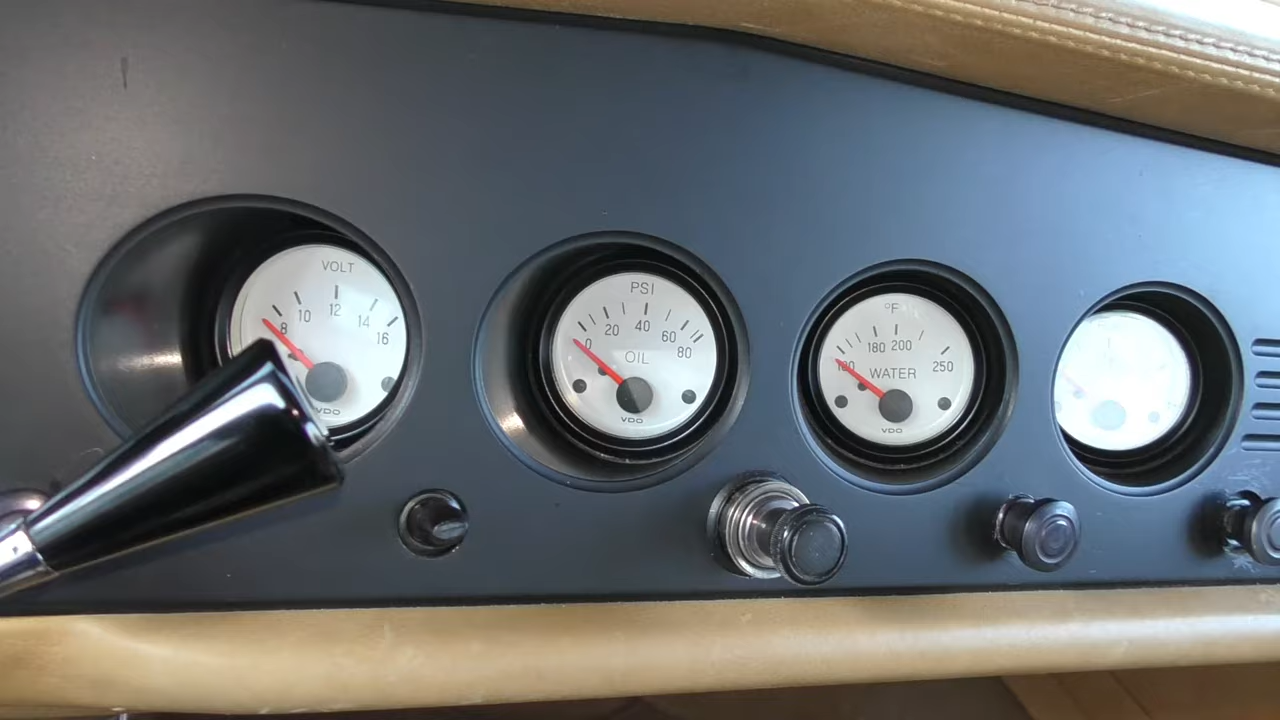 VOLT
8 10 12 14 16
VDO
PSI
0 20 40 60 80
OIL
VDO
°F
180 200 250
WATER
VDO